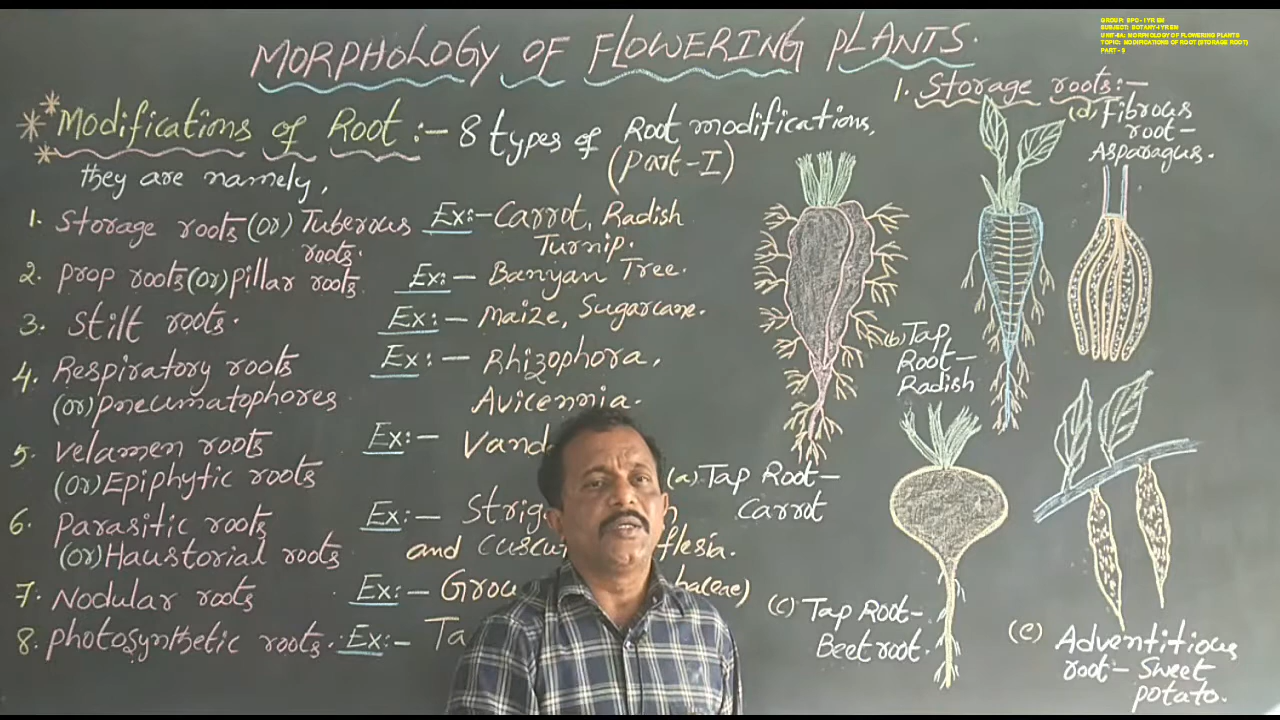 GROUP: BPC - I YR EM
SUBJECT: BOTANY-I YR EM
UNIT-5A: MORPHOLOGY OF FLOWERING PLANTS
TOPIC: MODIFICATIONS OF ROOT (STORAGE ROOT)
PART - 9
MORPHOLOGY OF FLOWERING PLANTS.
Modifications of Root :- 8 types of Root modifications,
(Part-I)
they are namely,
1. Storage roots (or) Tuberous roots. Ex:- Carrot, Radish
Turnip.
2. Prop roots (or) pillar roots. Ex:- Banyan Tree.
3. Stilt roots. Ex:- Maize, Sugarcane.
4. Respiratory roots Ex:- Rhizophora,
(or) pneumatophores. Avicennia.
5. Velamen roots Ex:- Vand
(or) Epiphytic roots
6. Parasitic roots Ex:- Strig
(or) Haustorial roots and cuscu flesia.
7. Nodular roots Ex:- Grou baleae)
8. photosynthetic roots. Ex:- Ta
1. Storage roots:-
(a) Tap Root-
Carrot
(b) Tap
Root-
Radish
(c) Tap Root-
Beet root.
(d) Fibrous
root-
Asparagus.
(e) Adventitious
root- Sweet
potato.